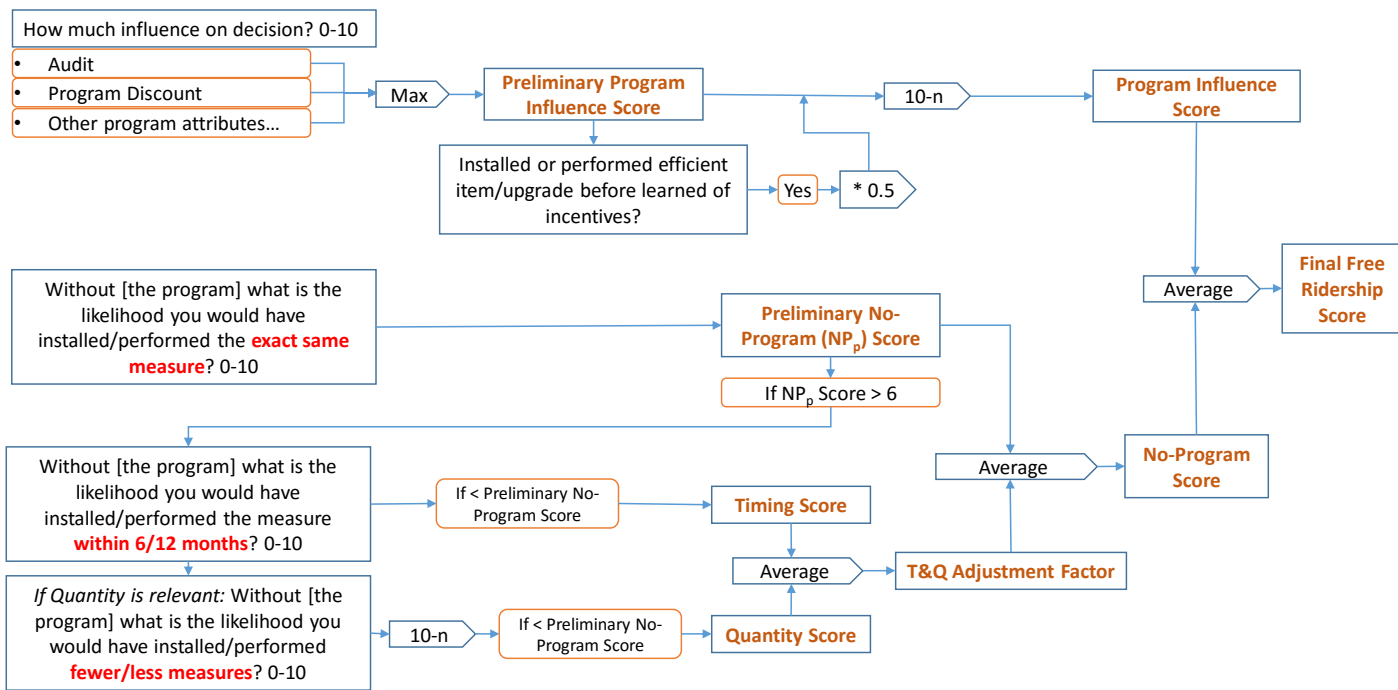 How much influence on decision? 0-10
• Audit
• Program Discount
• Other program attributes…
Max
Preliminary Program
Influence Score
10-n
Program Influence
Score
Installed or performed efficient
item/upgrade before learned of
incentives?
Yes
* 0.5
Without [the program] what is the
likelihood you would have
installed/performed the exact same
measure? 0-10
Preliminary No-
Program (NPp) Score
If NPp Score > 6
Average
Final Free
Ridership
Score
Without [the program] what is the
likelihood you would have
installed/performed the measure
within 6/12 months? 0-10
If < Preliminary No-
Program Score
Timing Score
Average
No-Program
Score
If Quantity is relevant: Without [the
program] what is the likelihood you
would have installed/performed
fewer/less measures? 0-10
10-n
If < Preliminary No-
Program Score
Quantity Score
Average
T&Q Adjustment Factor